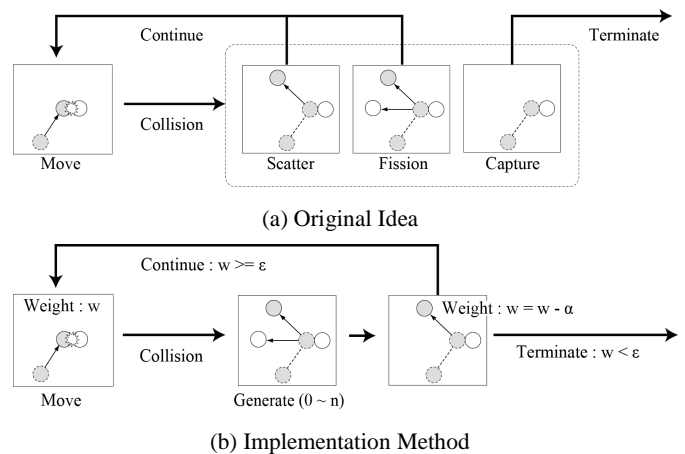 Continue
Terminate
Collision
Move
Scatter
Fission
Capture
(a) Original Idea
Continue : w >= ε
Weight : w
Weight : w = w - α
Collision
Terminate : w < ε
Move
Generate (0 ~ n)
(b) Implementation Method